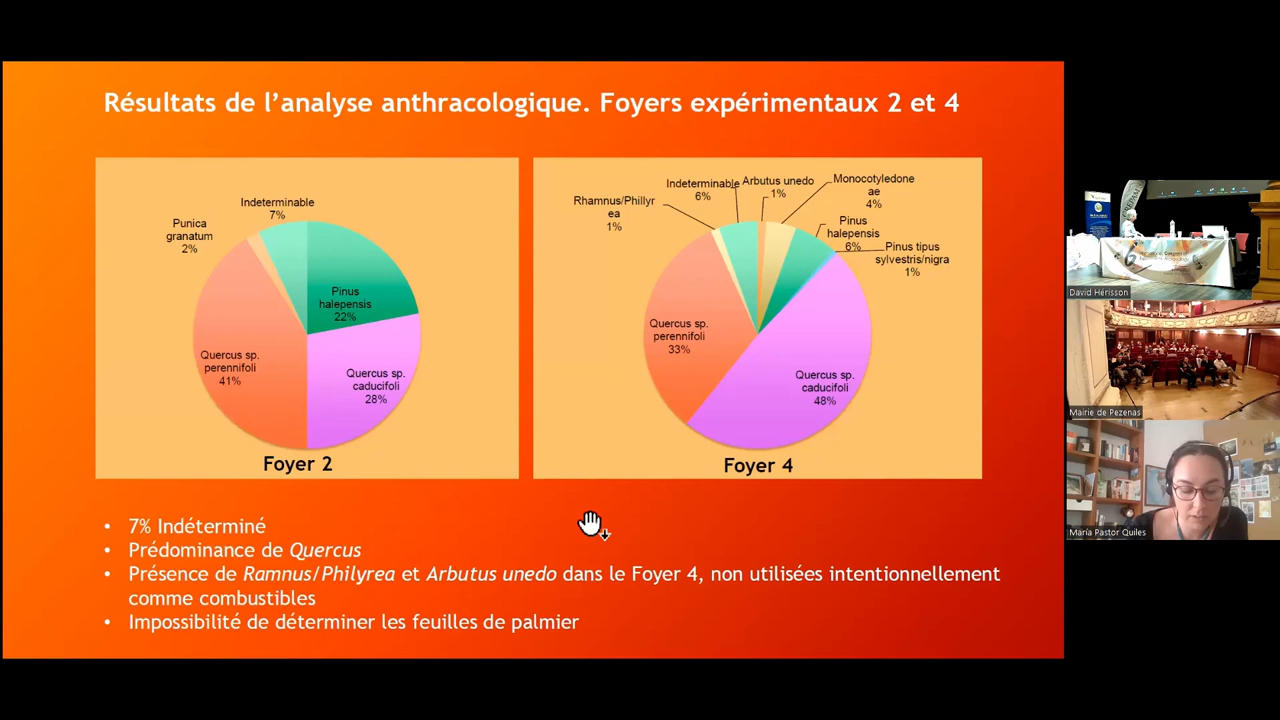 Résultats de l'analyse anthracologique. Foyers expérimentaux 2 et 4
Indeterminable
7%
Punica
granatum
2%
Pinus
halepensis
22%
Quercus sp.
perennifoli
41%
Quercus sp.
caducifoli
28%
Foyer 2
Rhamnus/Phillyr
ea
1%
Indeterminable
6%
Arbutus unedo
1%
Monocotyledone
ae
4%
Pinus
halepensis
6%
Pinus tipus
sylvestris/nigra
1%
Quercus sp.
perennifoli
33%
Quercus sp.
caducifoli
48%
Foyer 4
• 7% Indéterminé
• Prédominance de Quercus
• Présence de Ramnus/Philyrea et Arbutus unedo dans le Foyer 4, non utilisées intentionnellement
comme combustibles
• Impossibilité de déterminer les feuilles de palmier
David Hérisson
Mairie de Pezenas
María Pastor Quiles